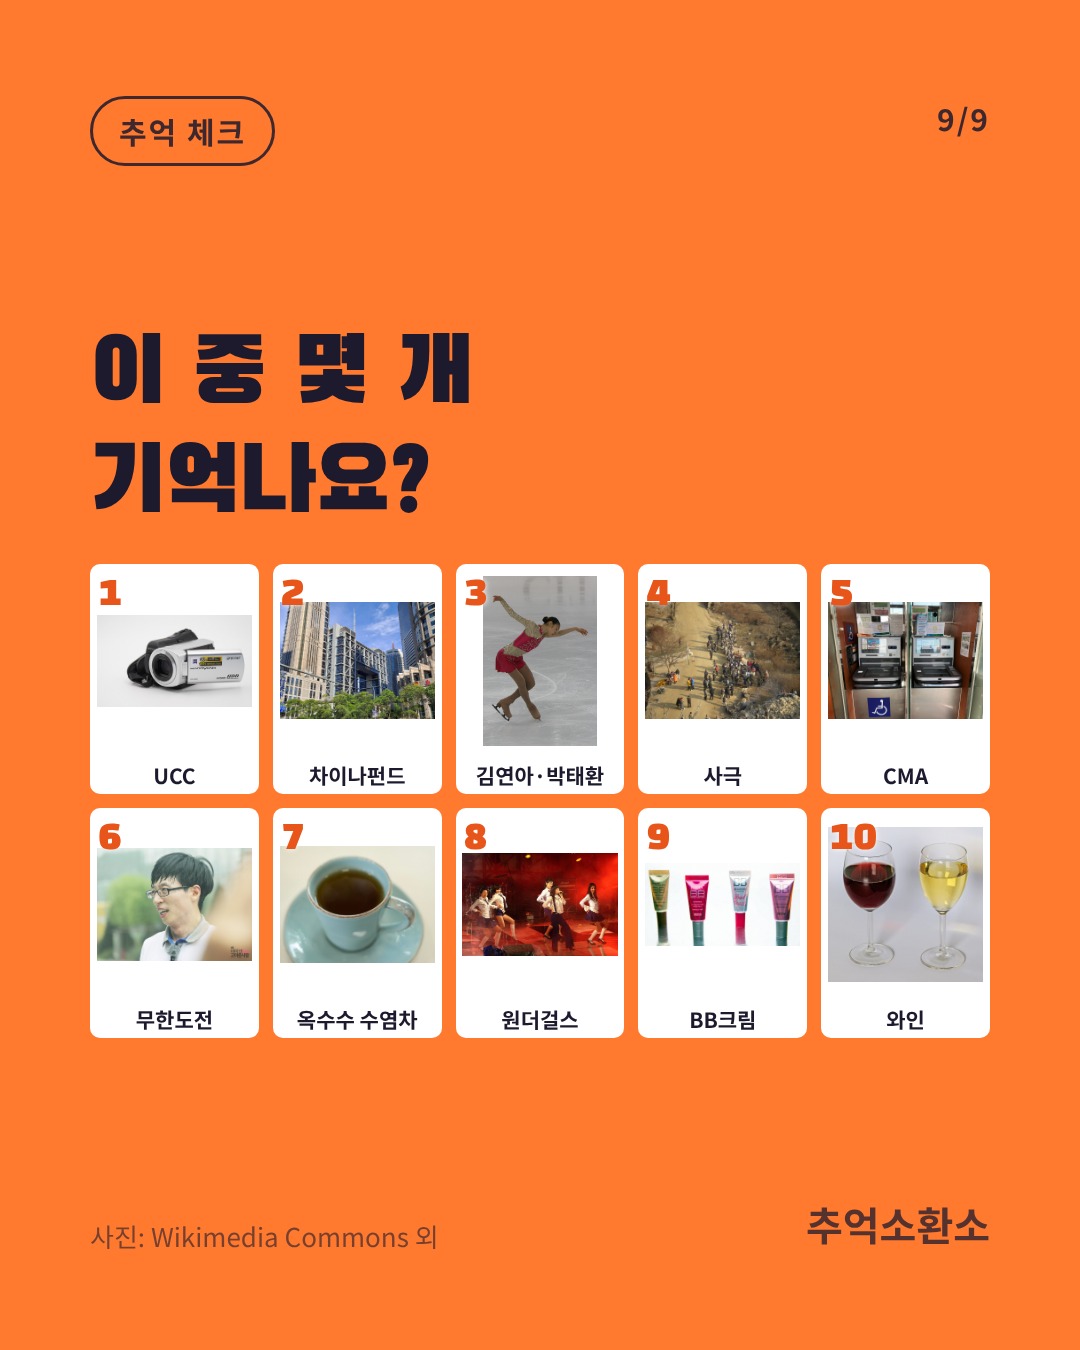 추억 체크
9/9
이 중 몇 개
기억나요?
1
2
3
4
5
UCC
차이나펀드
김연아·박태환
사극
CMA
6
7
8
9
10
무한도전
옥수수 수염차
원더걸스
BB크림
와인
사진: Wikimedia Commons 외
추억소환소